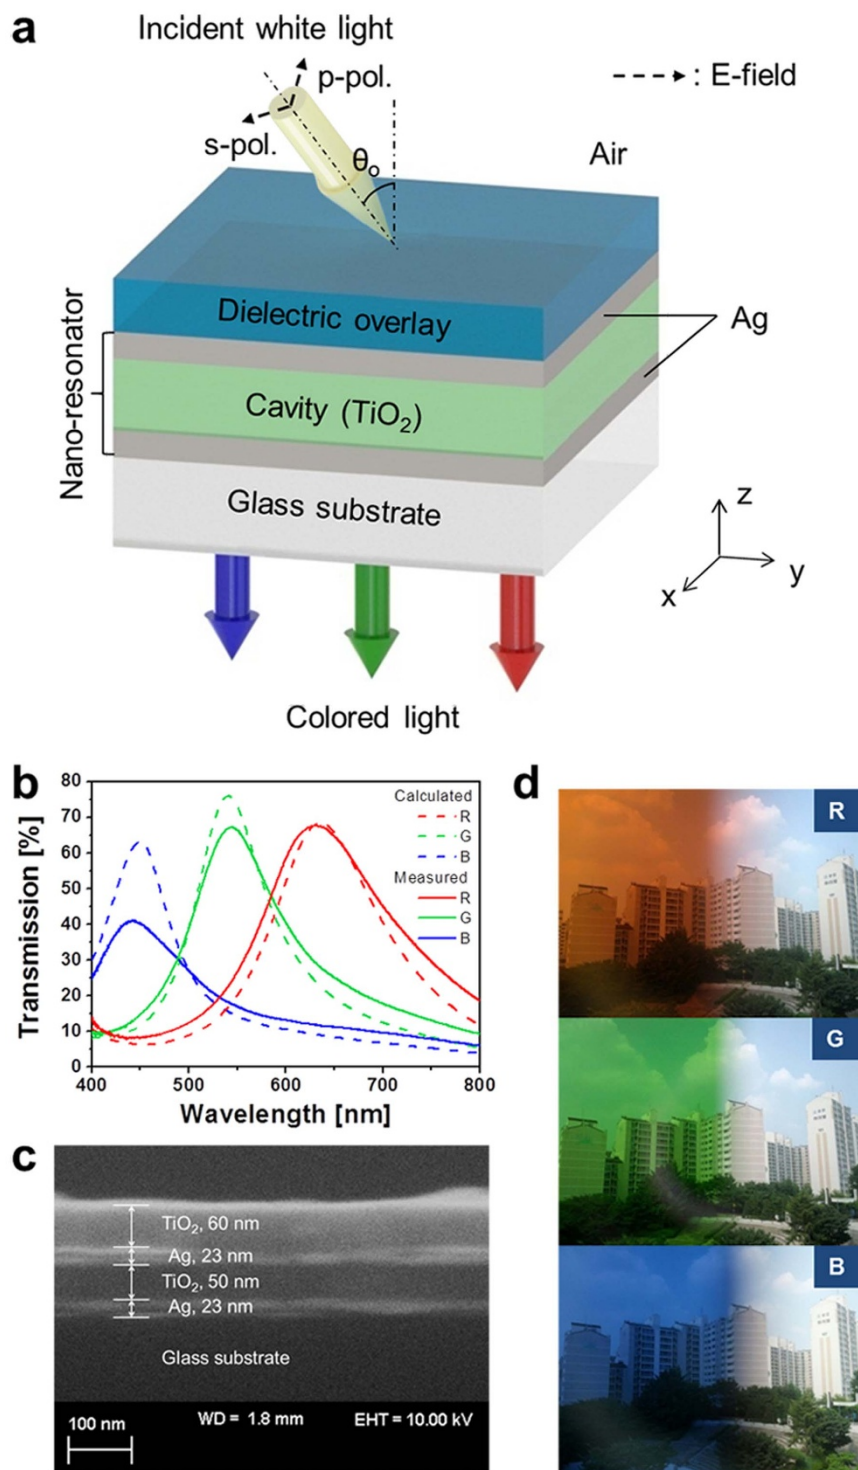 a
Incident white light
p-pol.
s-pol.
θo
: E-field
Air
Dielectric overlay
Ag
Nano-resonator
Cavity (TiO2)
Glass substrate
z
y
x
Colored light
b
80
70
60
50
40
30
20
10
0
Transmission [%]
Calculated
R
G
B
Measured
R
G
B
400 500 600 700 800
Wavelength [nm]
c
TiO2, 60 nm
Ag, 23 nm
TiO2, 50 nm
Ag, 23 nm
Glass substrate
100 nm WD = 1.8 mm EHT = 10.00 kV
d
R
G
B